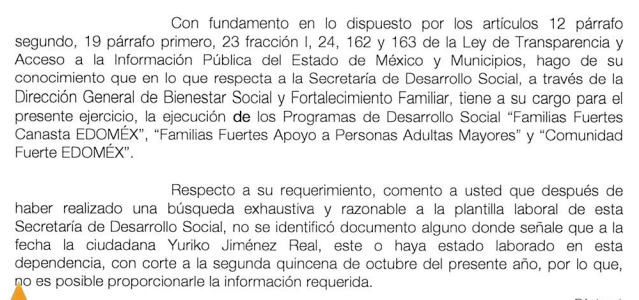 Con fundamento en lo dispuesto por los artículos 12 párrafo
segundo, 19 párrafo primero, 23 fracción I, 24, 162 y 163 de la Ley de Transparencia y
Acceso a la Información Pública del Estado de México y Municipios, hago de su
conocimiento que en lo que respecta a la Secretaría de Desarrollo Social, a través de la
Dirección General de Bienestar Social y Fortalecimiento Familiar, tiene a su cargo para el
presente ejercicio, la ejecución de los Programas de Desarrollo Social “Familias Fuertes
Canasta EDOMÉX”, “Familias Fuertes Apoyo a Personas Adultas Mayores” y “Comunidad
Fuerte EDOMÉX”.
Respecto a su requerimiento, comento a usted que después de
haber realizado una búsqueda exhaustiva y razonable a la plantilla laboral de esta
Secretaría de Desarrollo Social, no se identificó documento alguno donde señale que a la
fecha la ciudadana Yuriko Jiménez Real, este o haya estado laborado en esta
dependencia, con corte a la segunda quincena de octubre del presente año, por lo que,
no es posible proporcionarle la información requerida.